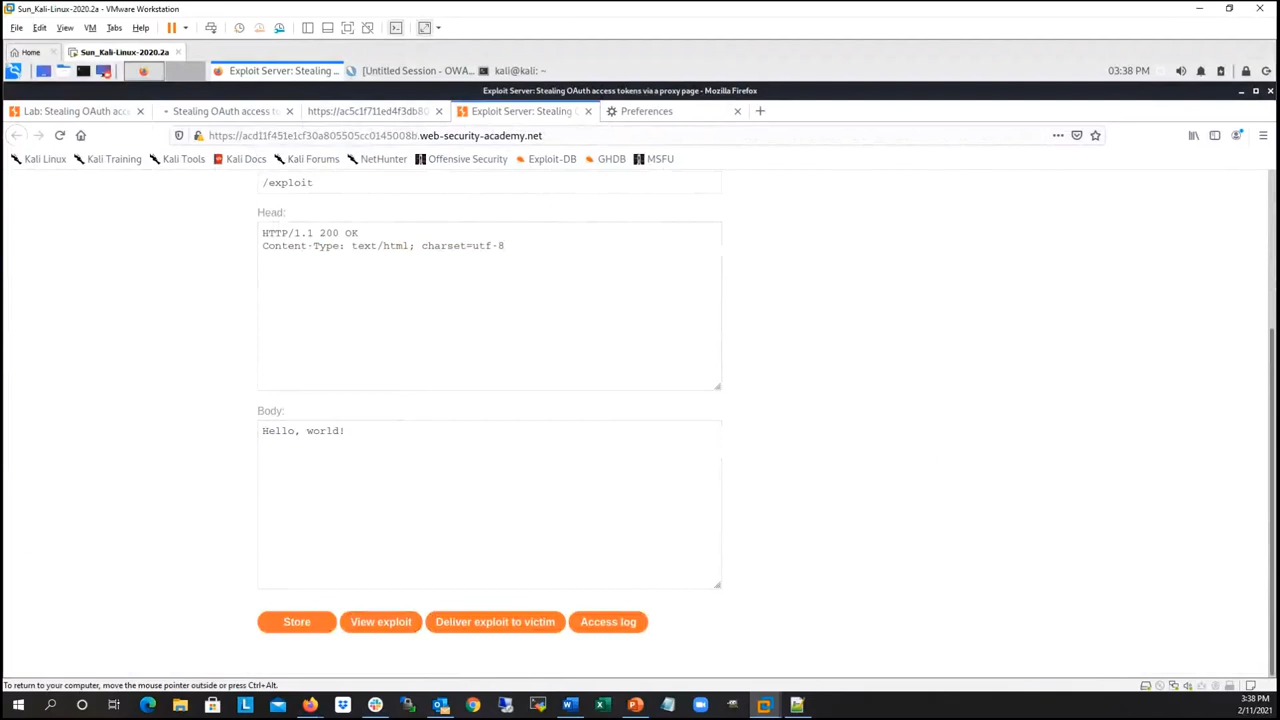 Sun_Kali-Linux-2020.2a - VMware Workstation
File Edit View VM Tabs Help
Home Sun_Kali-Linux-2020.2a
Exploit Server: Stealing ... [Untitled Session - OWA... kali@kali: ~ 03:38 PM
Exploit Server: Stealing OAuth access tokens via a proxy page - Mozilla Firefox
Lab: Stealing OAuth acce Stealing OAuth access to https://ac5c1f711ed4f3db80 Exploit Server: Stealing O Preferences
https://acd11f451e1cf30a805505cc0145008b.web-security-academy.net
Kali Linux Kali Training Kali Tools Kali Docs Kali Forums NetHunter Offensive Security Exploit-DB GHDB MSFU
/exploit
Head:
HTTP/1.1 200 OK
Content-Type: text/html; charset=utf-8
Body:
Hello, world!
Store View exploit Deliver exploit to victim Access log
To return to your computer, move the mouse pointer outside or press Ctrl+Alt.
3:38 PM
2/11/2021